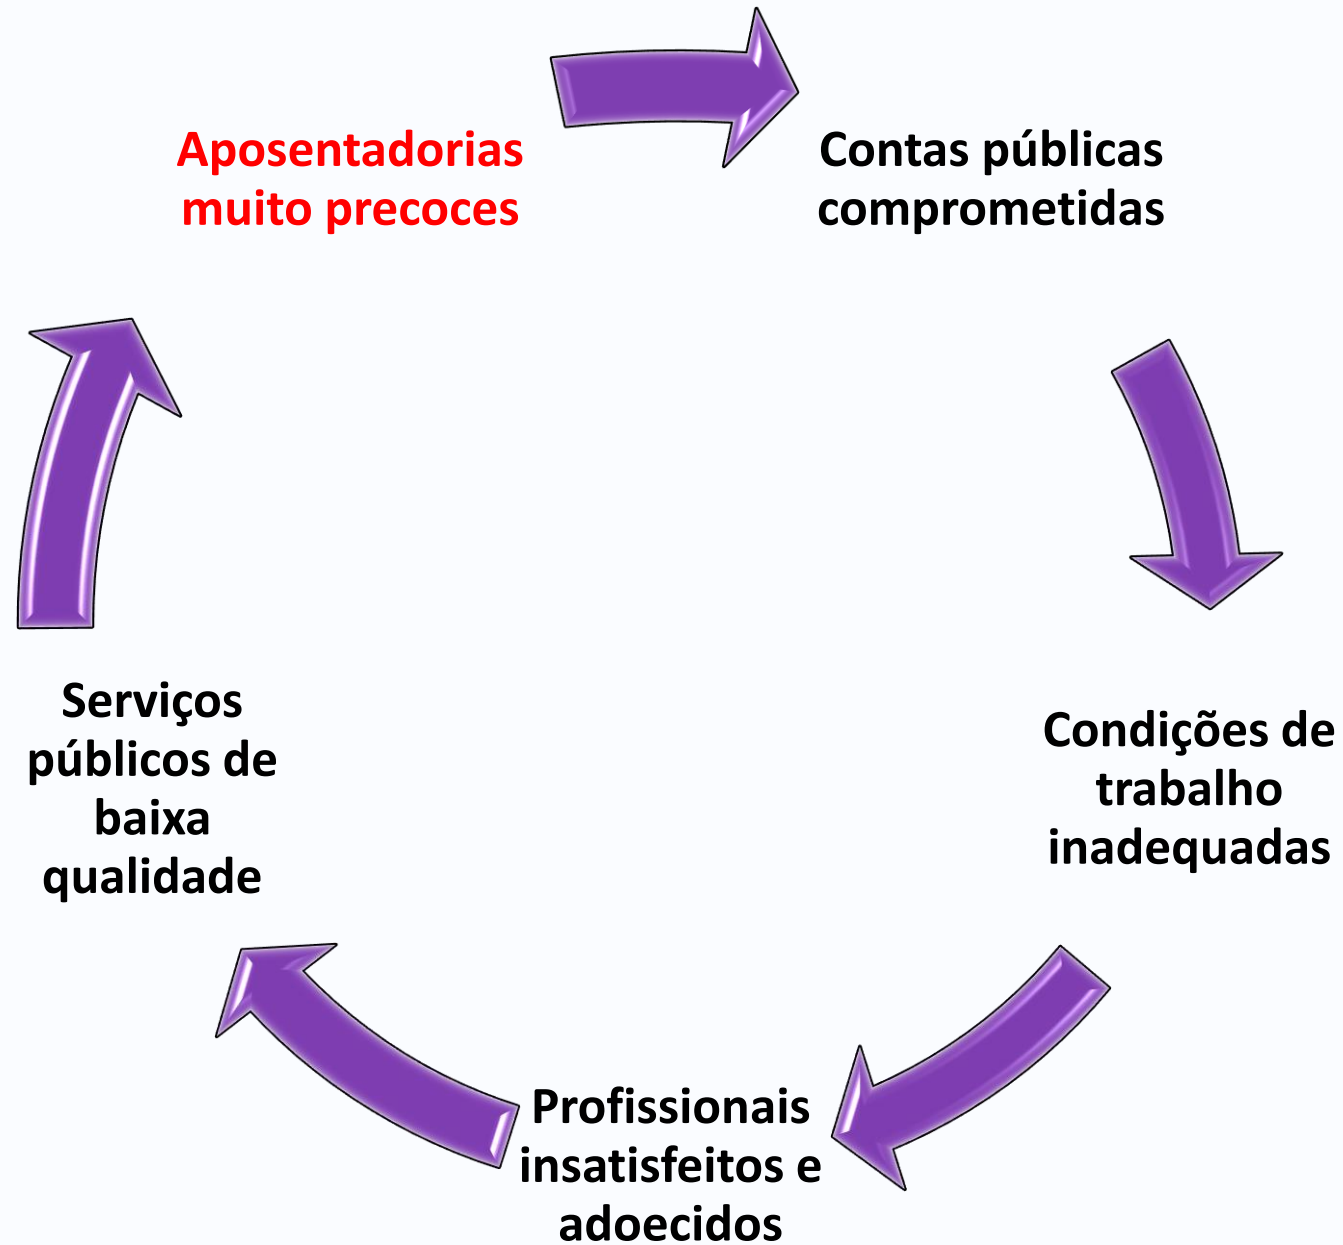 Aposentadorias
muito precoces
Contas públicas
comprometidas
Condições de
trabalho
inadequadas
Profissionais
insatisfeitos e
adoecidos
Serviços
públicos de
baixa
qualidade